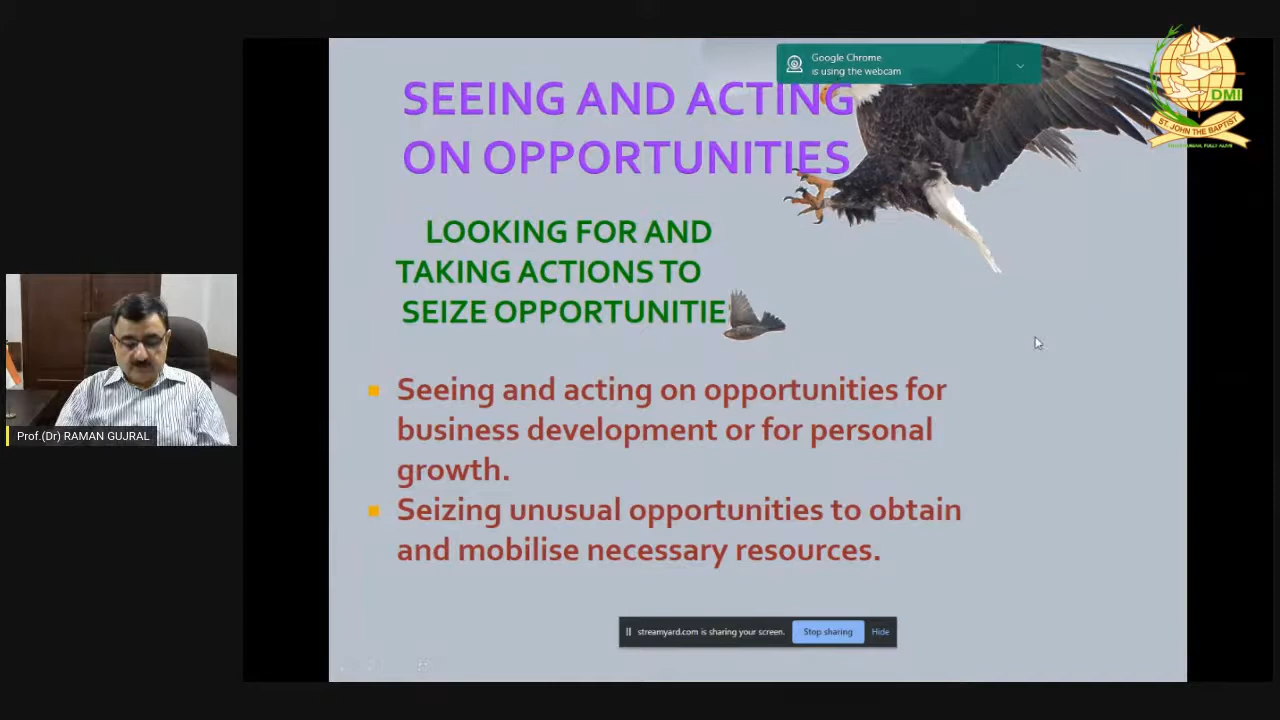 Google Chrome
is using the webcam
DMI
ST. JOHN THE BAPTIST
SEEING AND ACTING
ON OPPORTUNITIES
LOOKING FOR AND
TAKING ACTIONS TO
SEIZE OPPORTUNITIE
Prof.(Dr) RAMAN GUJRAL
Seeing and acting on opportunities for
business development or for personal
growth.
Seizing unusual opportunities to obtain
and mobilise necessary resources.
streamyard.com is sharing your screen.
Stop sharing
Hide